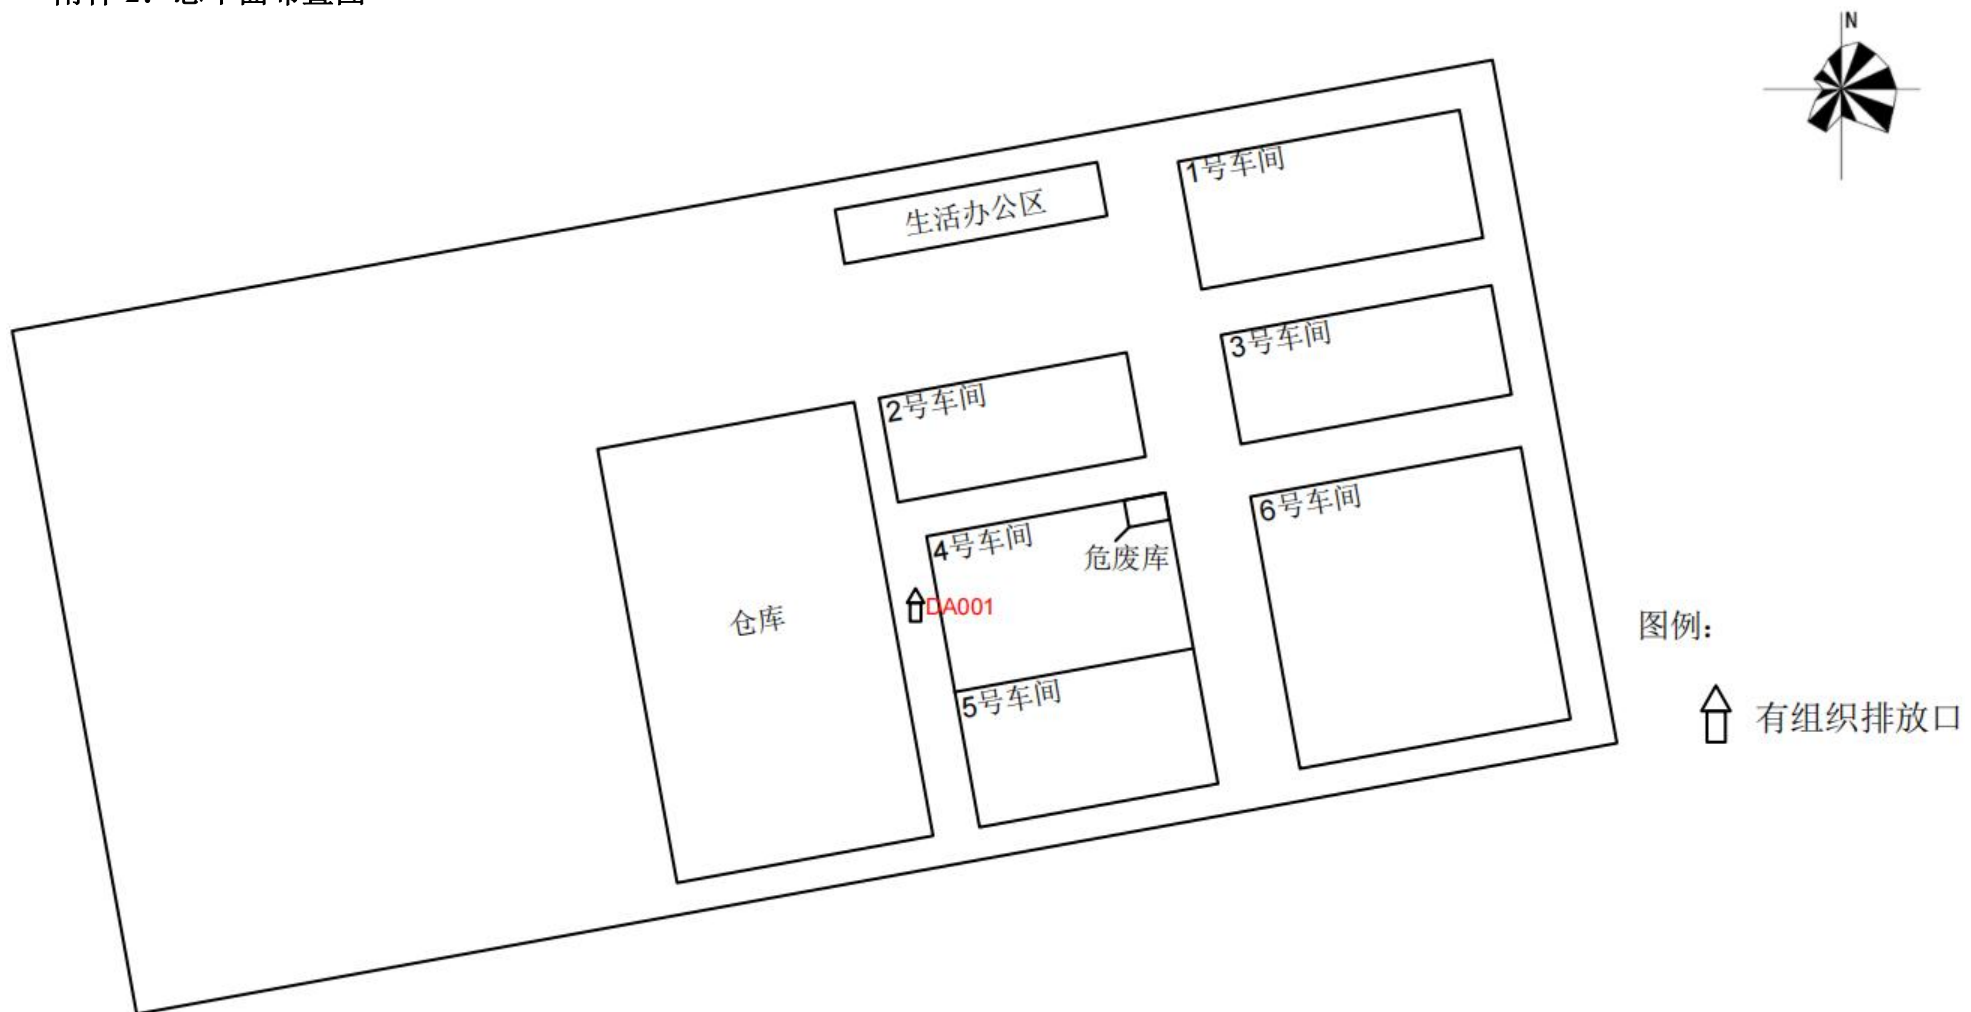 N
1号车间
生活办公区
3号车间
2号车间
6号车间
4号车间
危废库
DA001
仓库
图例：
5号车间
有组织排放口